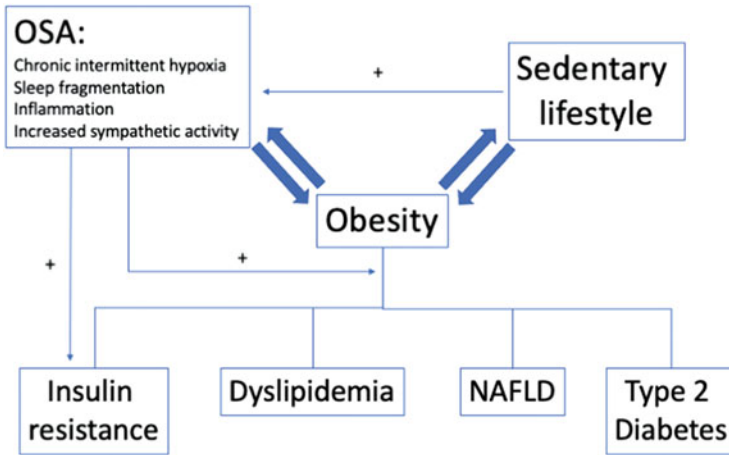 OSA:
Chronic intermittent hypoxia
Sleep fragmentation
Inflammation
Increased sympathetic activity
+
Sedentary
lifestyle
Obesity
+
+
Insulin
resistance
Dyslipidemia
NAFLD
Type 2
Diabetes